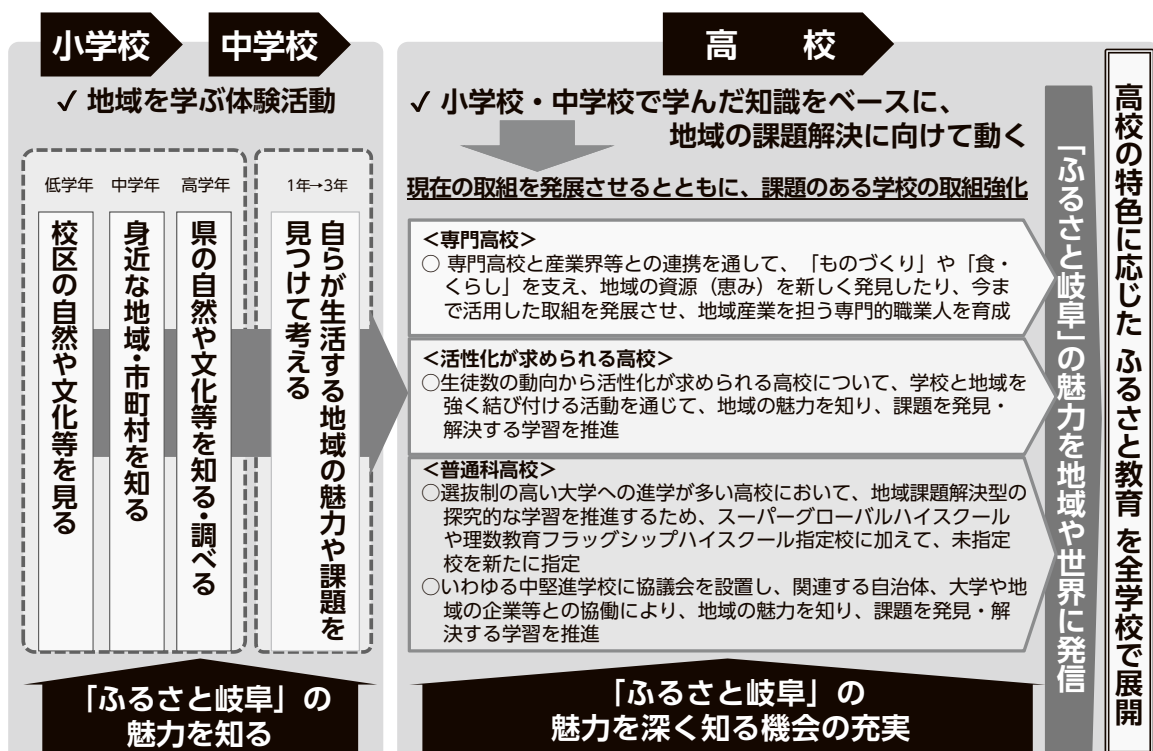 小学校
中学校
✓ 地域を学ぶ体験活動
低学年
中学年
高学年
1年→3年
校区の自然や文化等を見る
身近な地域・市町村を知る
県の自然や文化等を知る・調べる
自らが生活する地域の魅力や課題を
見つけて考える
「ふるさと岐阜」の
魅力を知る
高　校
✓ 小学校・中学校で学んだ知識をベースに、
地域の課題解決に向けて動く
現在の取組を発展させるとともに、課題のある学校の取組強化
＜専門高校＞
○ 専門高校と産業界等との連携を通して、「ものづくり」や「食・
くらし」を支え、地域の資源（恵み）を新しく発見したり、今ま
で活用した取組を発展させ、地域産業を担う専門的職業人を育成
＜活性化が求められる高校＞
○生徒数の動向から活性化が求められる高校について、学校と地域を
強く結び付ける活動を通じて、地域の魅力を知り、課題を発見・
解決する学習を推進
＜普通科高校＞
○選抜制の高い大学への進学が多い高校において、地域課題解決型の
探究的な学習を推進するため、スーパーグローバルハイスクール
や理数教育フラッグシップハイスクール指定校に加えて、未指定
校を新たに指定
○いわゆる中堅進学校に協議会を設置し、関連する自治体、大学や地
域の企業等との協働により、地域の魅力を知り、課題を発見・解
決する学習を推進
「ふるさと岐阜」の
魅力を深く知る機会の充実
「ふるさと岐阜」の魅力を地域や世界に発信
高校の特色に応じた ふるさと教育 を全学校で展開